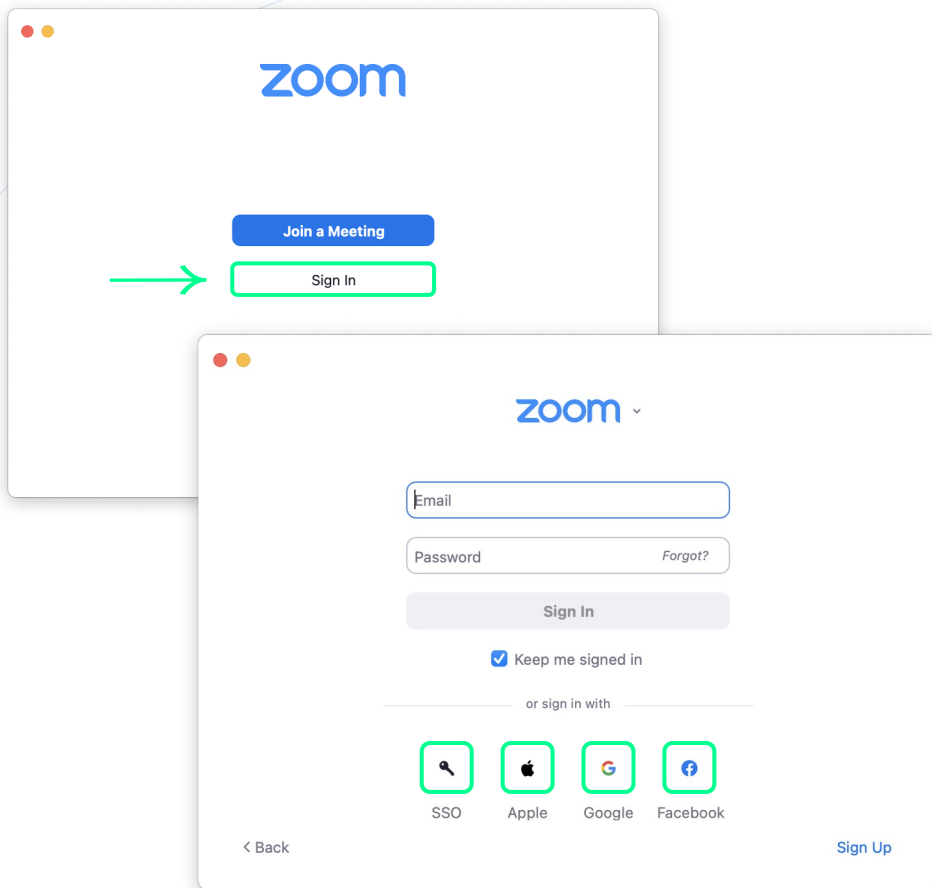 zoom
Join a Meeting
Sign In
zoom
Email
Password Forgot?
Sign In
Keep me signed in
or sign in with
SSO Apple Google Facebook
< Back Sign Up